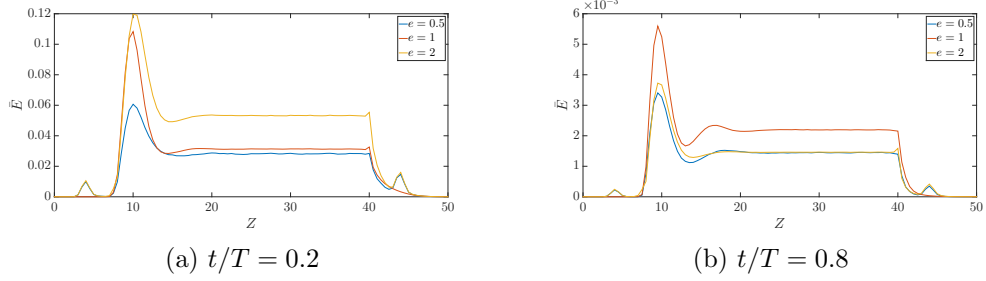 0.12
0.1
0.08
0.06
0.04
0.02
0
Ē
0 10 20 30 40 50
Z
e = 0.5
e = 1
e = 2
(a) t/T = 0.2
×10⁻³
6
5
4
3
2
1
0
Ē
0 10 20 30 40 50
Z
e = 0.5
e = 1
e = 2
(b) t/T = 0.8